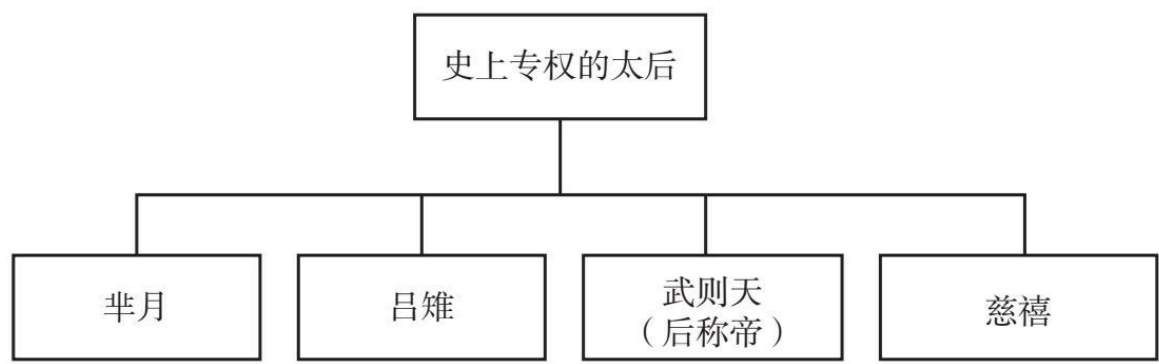 史上专权的太后
芈月
吕雉
武则天
（后称帝）
慈禧